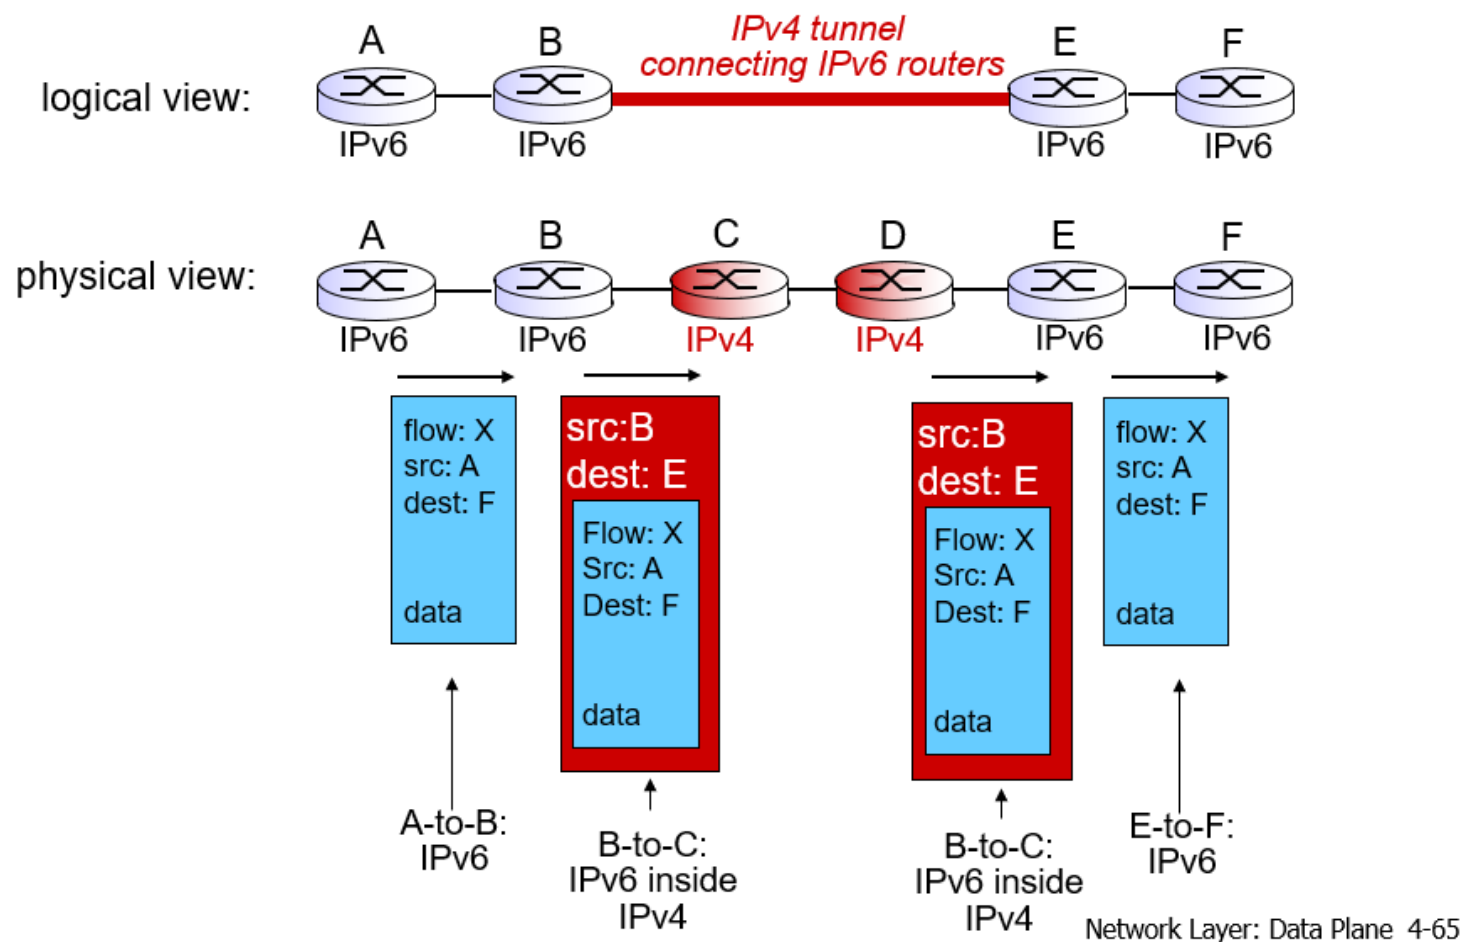 IPv4 tunnel
connecting IPv6 routers
A
B
E
F
logical view:
IPv6
IPv6
IPv6
IPv6
A
B
C
D
E
F
physical view:
IPv6
IPv6
IPv4
IPv4
IPv6
IPv6
flow: X
src: A
dest: F
data
src:B
dest: E
Flow: X
Src: A
Dest: F
data
src:B
dest: E
Flow: X
Src: A
Dest: F
data
flow: X
src: A
dest: F
data
A-to-B:
IPv6
B-to-C:
IPv6 inside
IPv4
B-to-C:
IPv6 inside
IPv4
E-to-F:
IPv6
Network Layer: Data Plane 4-65